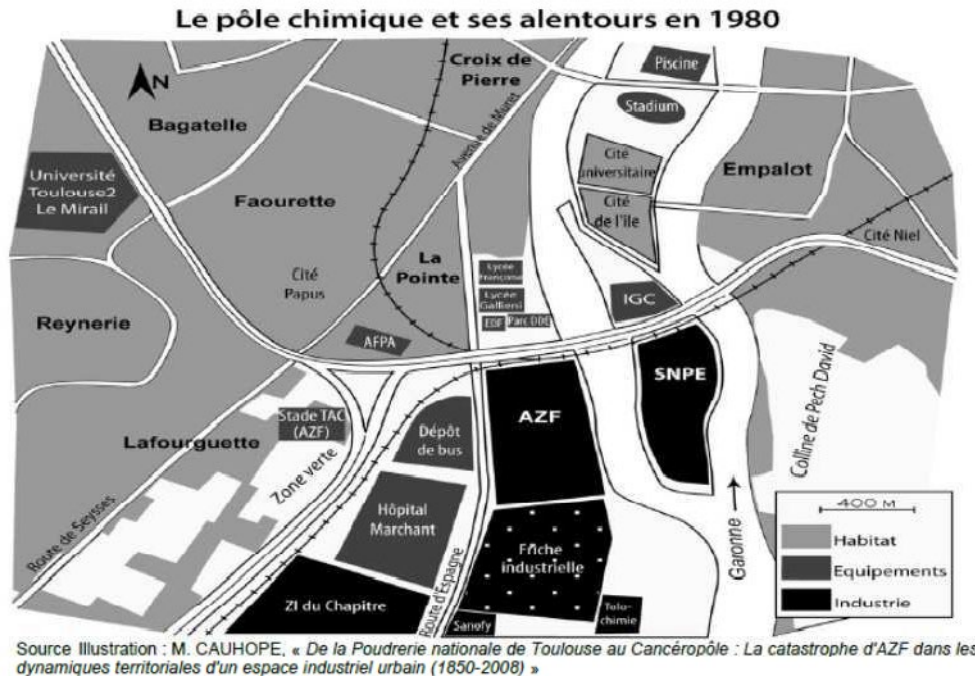 Le pôle chimique et ses alentours en 1980
N
Croix de
Pierre
Piscine
Stadium
Bagatelle
Avenue de Muret
Université
Toulouse2
Le Mirail
Cité
universitaire
Empalot
Faourette
Cité
de l'île
Cité Niel
La
Pointe
Cité
Papus
Lycée
Lycée
Gallieni
IGC
EDF
Parc DDE
Reynerie
AFPA
SNPE
AZF
Colline de Pech David
Stade TAC
(AZF)
Lafourguette
Dépôt
de bus
Zone verte
Hôpital
Marchant
Route de Seysses
Garonne
400 M
Habitat
Equipements
Industrie
Friche
industrielle
Route d'Espagne
ZI du Chapitre
Sanofy
Tolo-
chimie
Source Illustration : M. CAUHOPE, « De la Poudrerie nationale de Toulouse au Cancéropôle : La catastrophe d'AZF dans les
dynamiques territoriales d'un espace industriel urbain (1850-2008) »